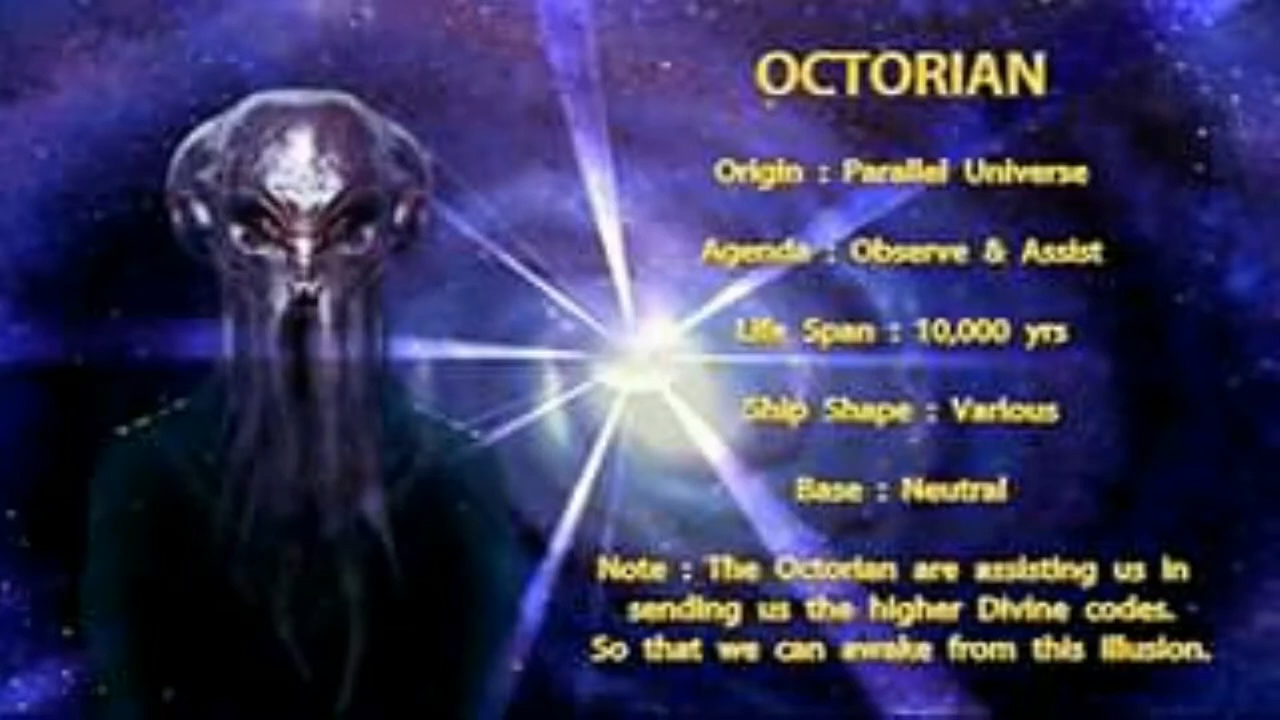 OCTORIAN
Origin : Parallel Universe
Agenda : Observe & Assist
Life Span : 10,000 yrs
Ship Shape : Various
Base : Neutral
Note : The Octorian are assisting us in
sending us the higher Divine codes.
So that we can awake from this Illusion.